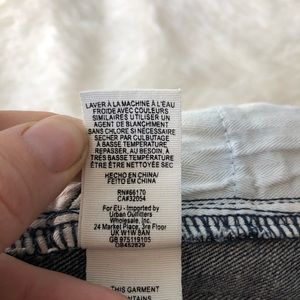 LAVER À LA MACHINE À L'EAU
FROIDE AVEC COULEURS
SIMILAIRES UTILISER UN
AGENT DE BLANCHIMENT
SANS CHLORE SI NÉCESSAIRE
SECHER PAR CULBUTAGE
À BASSE TEMPÉRATURE
REPASSER, AU BESOIN, À
TRÈS BASSE TEMPÉRATURE
ÊTRE NETTOYÉE SEC
HECHO EN CHINA/
FEITO EM CHINA
RN#66170
CA#32054
For EU - Imported by
Urban Outfitters
Wholesale, Inc.
24 Market Place, 3rd Floor
UK W1W 8AN
GB 975119105
OB452829
THIS GARMENT